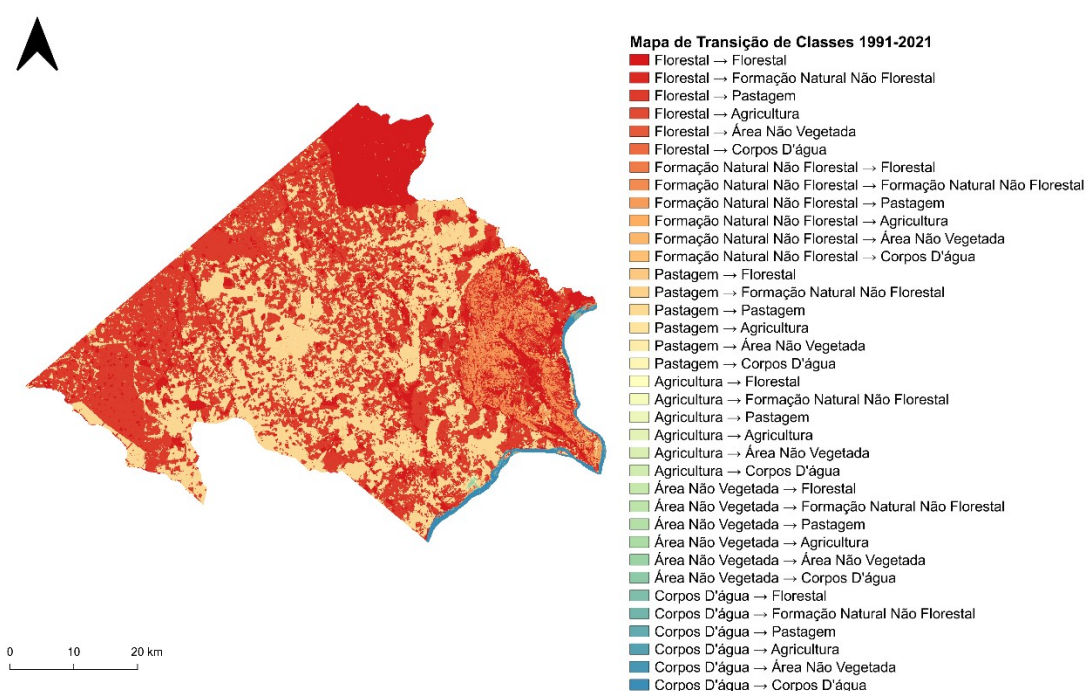 Mapa de Transição de Classes 1991-2021
Florestal → Florestal
Florestal → Formação Natural Não Florestal
Florestal → Pastagem
Florestal → Agricultura
Florestal → Área Não Vegetada
Florestal → Corpos D'água
Formação Natural Não Florestal → Florestal
Formação Natural Não Florestal → Formação Natural Não Florestal
Formação Natural Não Florestal → Pastagem
Formação Natural Não Florestal → Agricultura
Formação Natural Não Florestal → Área Não Vegetada
Formação Natural Não Florestal → Corpos D'água
Pastagem → Florestal
Pastagem → Formação Natural Não Florestal
Pastagem → Pastagem
Pastagem → Agricultura
Pastagem → Área Não Vegetada
Pastagem → Corpos D'água
Agricultura → Florestal
Agricultura → Formação Natural Não Florestal
Agricultura → Pastagem
Agricultura → Agricultura
Agricultura → Área Não Vegetada
Agricultura → Corpos D'água
Área Não Vegetada → Florestal
Área Não Vegetada → Formação Natural Não Florestal
Área Não Vegetada → Pastagem
Área Não Vegetada → Agricultura
Área Não Vegetada → Área Não Vegetada
Área Não Vegetada → Corpos D'água
Corpos D'água → Florestal
Corpos D'água → Formação Natural Não Florestal
Corpos D'água → Pastagem
Corpos D'água → Agricultura
Corpos D'água → Área Não Vegetada
Corpos D'água → Corpos D'água
0 10 20 km